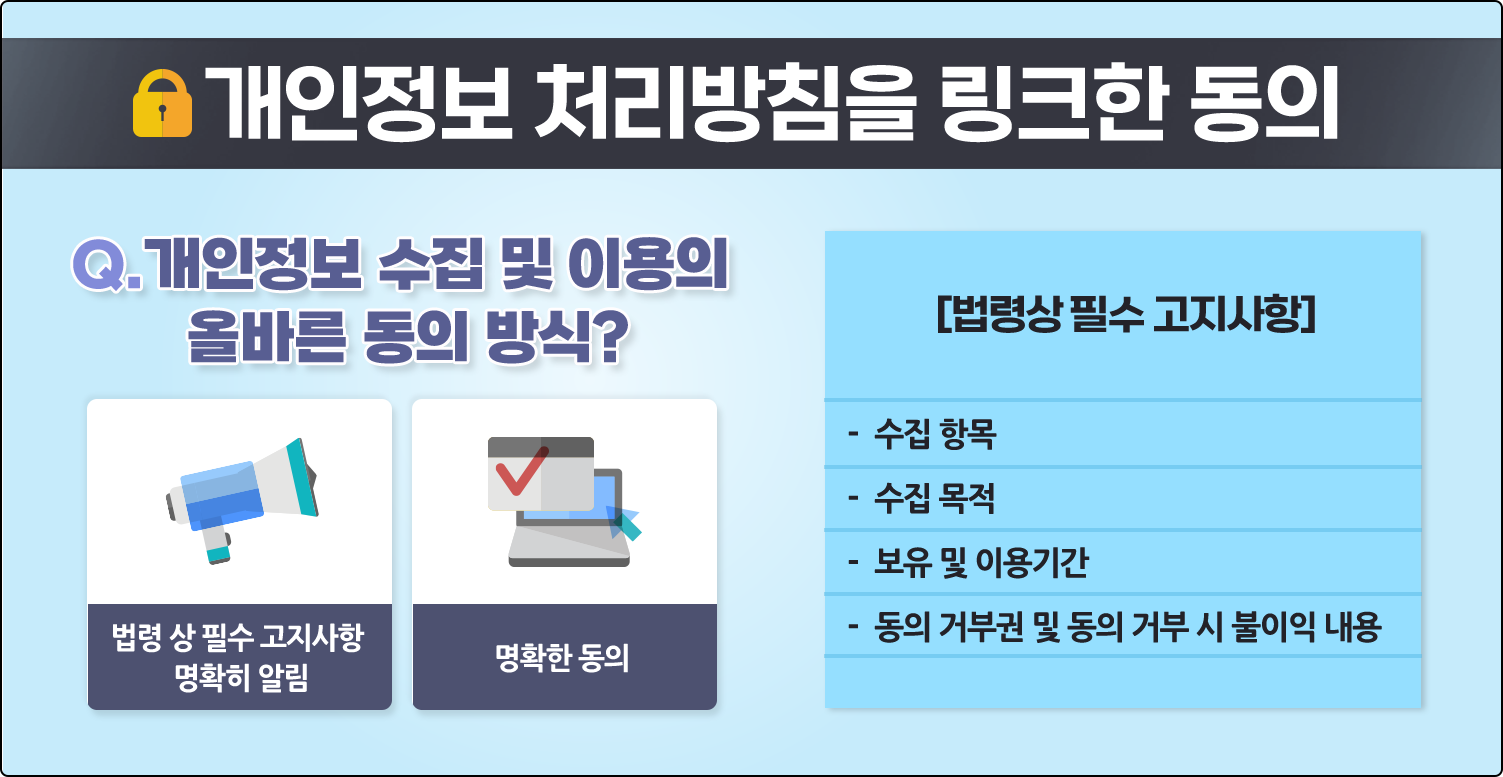 개인정보 처리방침을 링크한 동의
Q. 개인정보 수집 및 이용의
올바른 동의 방식?
법령 상 필수 고지사항
명확히 알림
명확한 동의
[법령상 필수 고지사항]
- 수집 항목
- 수집 목적
- 보유 및 이용기간
- 동의 거부권 및 동의 거부 시 불이익 내용